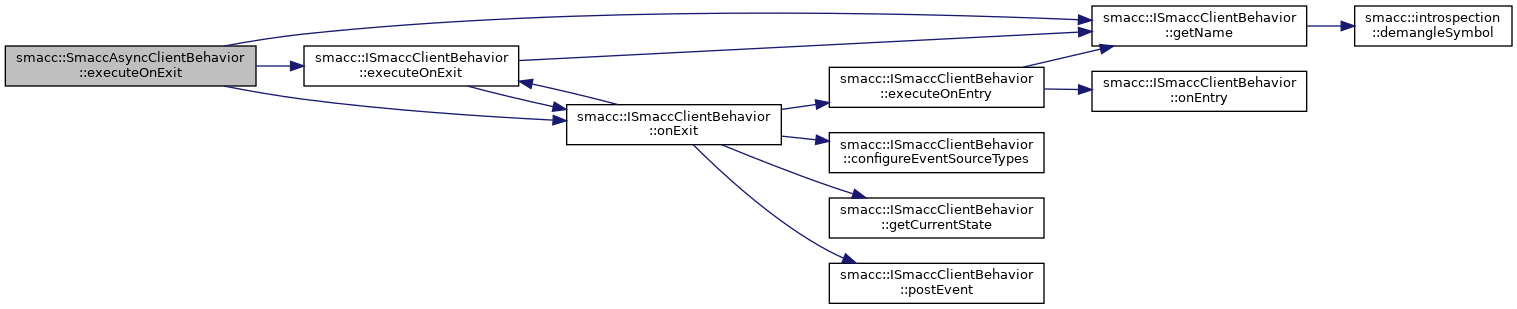 smacc::SmaccAsyncClientBehavior
::executeOnExit
smacc::ISmaccClientBehavior
::executeOnExit
smacc::ISmaccClientBehavior
::onExit
smacc::ISmaccClientBehavior
::executeOnEntry
smacc::ISmaccClientBehavior
::configureEventSourceTypes
smacc::ISmaccClientBehavior
::getCurrentState
smacc::ISmaccClientBehavior
::postEvent
smacc::ISmaccClientBehavior
::getName
smacc::ISmaccClientBehavior
::onEntry
smacc::introspection
::demangleSymbol